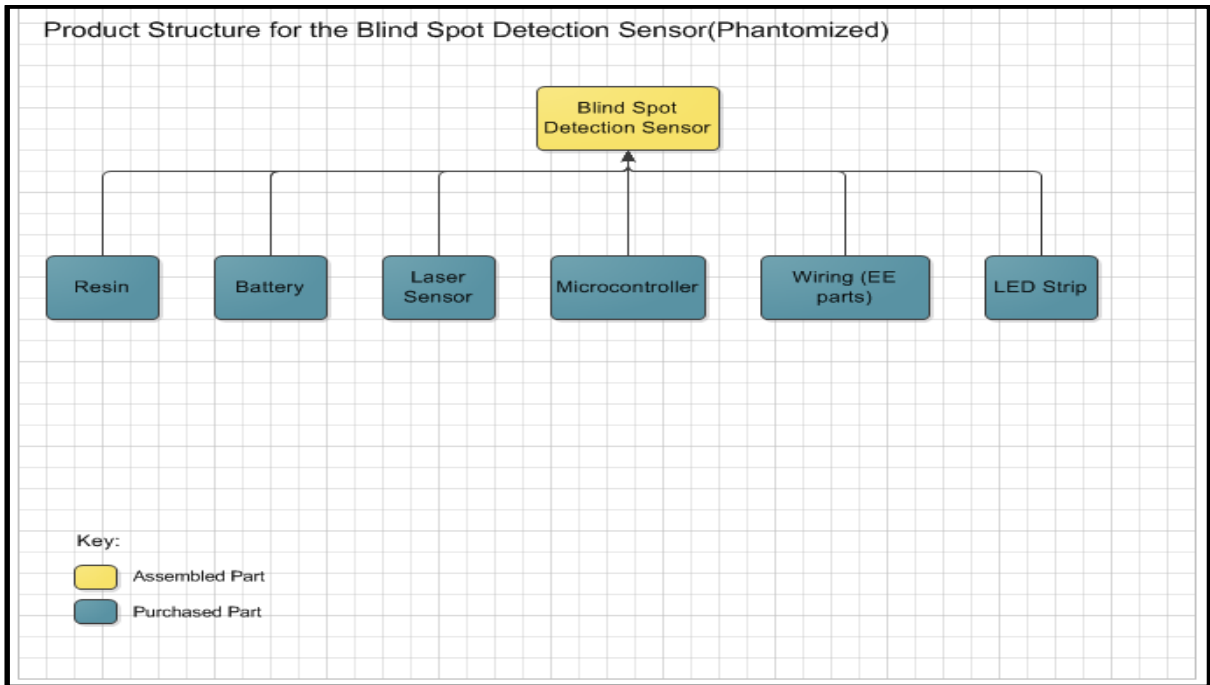 Product Structure for the Blind Spot Detection Sensor(Phantomized)
Blind Spot
Detection Sensor
Resin
Battery
Laser
Sensor
Microcontroller
Wiring (EE
parts)
LED Strip
Key:
Assembled Part
Purchased Part